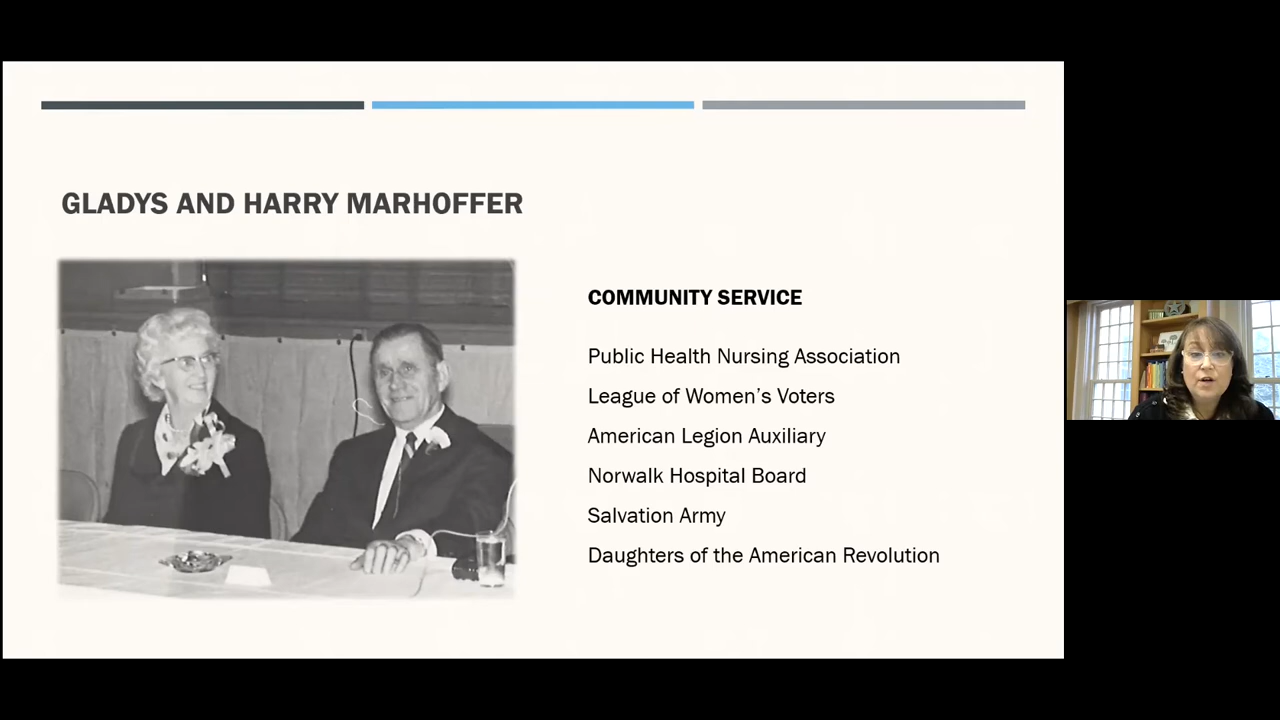 GLADYS AND HARRY MARHOFFER
COMMUNITY SERVICE
Public Health Nursing Association
League of Women’s Voters
American Legion Auxiliary
Norwalk Hospital Board
Salvation Army
Daughters of the American Revolution